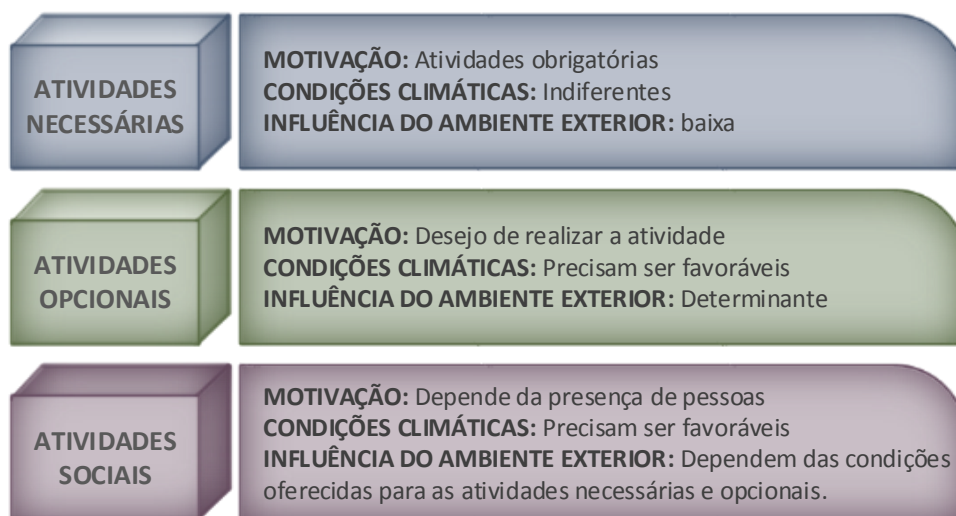 ATIVIDADES
NECESSÁRIAS
MOTIVAÇÃO: Atividades obrigatórias
CONDIÇÕES CLIMÁTICAS: Indiferentes
INFLUÊNCIA DO AMBIENTE EXTERIOR: baixa
ATIVIDADES
OPCIONAIS
MOTIVAÇÃO: Desejo de realizar a atividade
CONDIÇÕES CLIMÁTICAS: Precisam ser favoráveis
INFLUÊNCIA DO AMBIENTE EXTERIOR: Determinante
ATIVIDADES
SOCIAIS
MOTIVAÇÃO: Depende da presença de pessoas
CONDIÇÕES CLIMÁTICAS: Precisam ser favoráveis
INFLUÊNCIA DO AMBIENTE EXTERIOR: Dependem das condições
oferecidas para as atividades necessárias e opcionais.